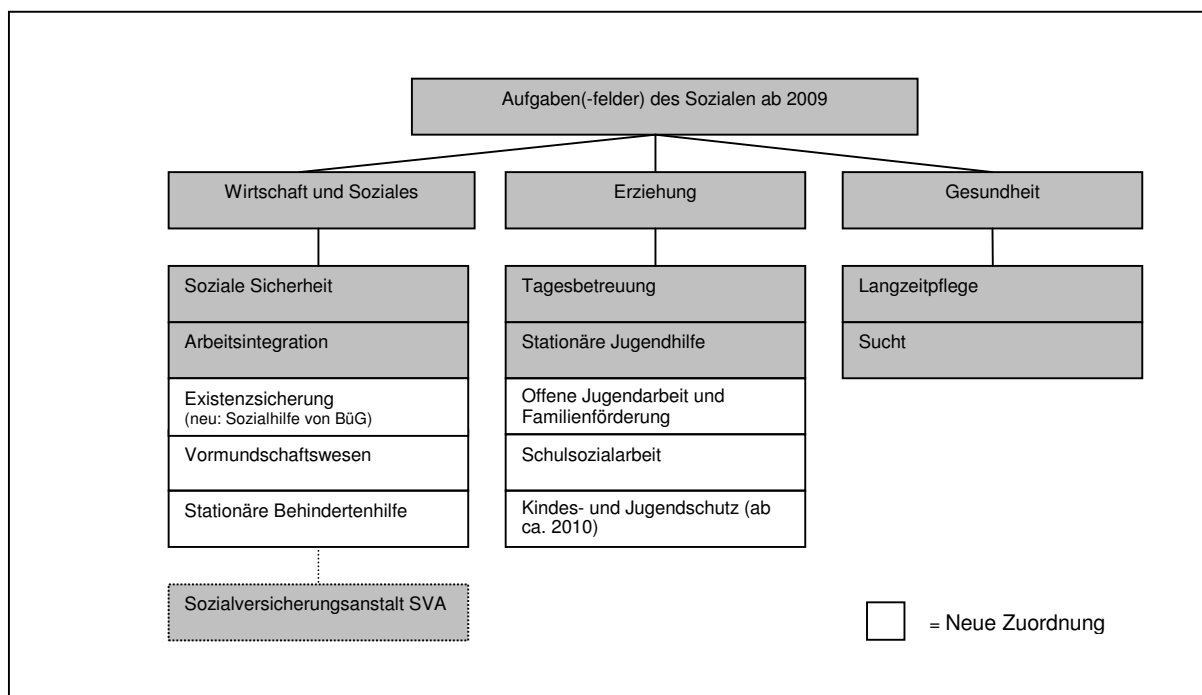 Aufgaben(-felder) des Sozialen ab 2009
Wirtschaft und Soziales
Erziehung
Gesundheit
Soziale Sicherheit
Arbeitsintegration
Existenzsicherung
(neu: Sozialhilfe von BüG)
Vormundschaftswesen
Stationäre Behindertenhilfe
Sozialversicherungsanstalt SVA
Tagesbetreuung
Stationäre Jugendhilfe
Offene Jugendarbeit und
Familienförderung
Schulsozialarbeit
Kindes- und Jugendschutz (ab
ca. 2010)
Langzeitpflege
Sucht
= Neue Zuordnung